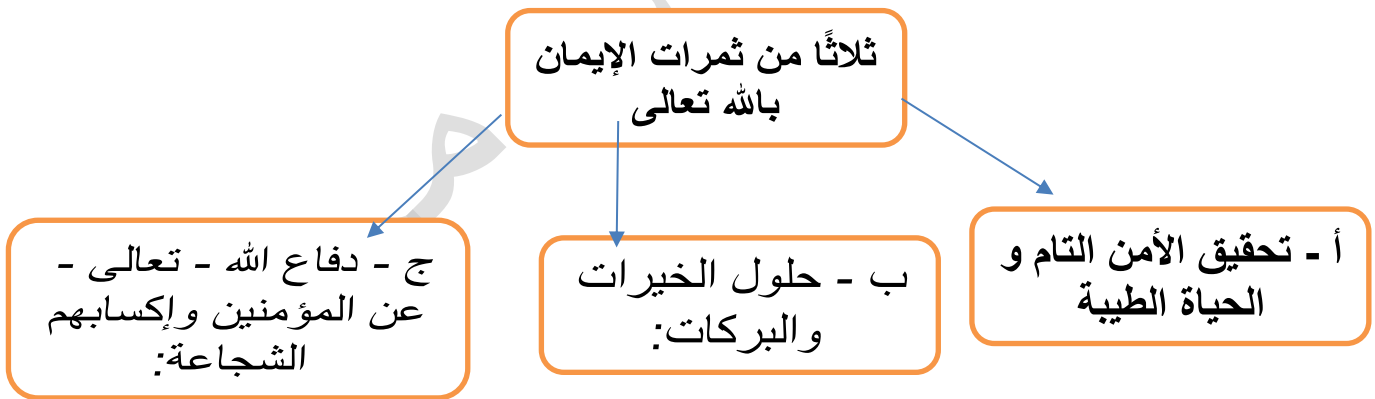 ثلاثًا من ثمرات الإيمان
بالله تعالى
أ - تحقيق الأمن التام و
الحياة الطيبة
ب - حلول الخيرات
والبركات:
ج - دفاع الله - تعالى -
عن المؤمنين وإكسابهم
الشجاعة: